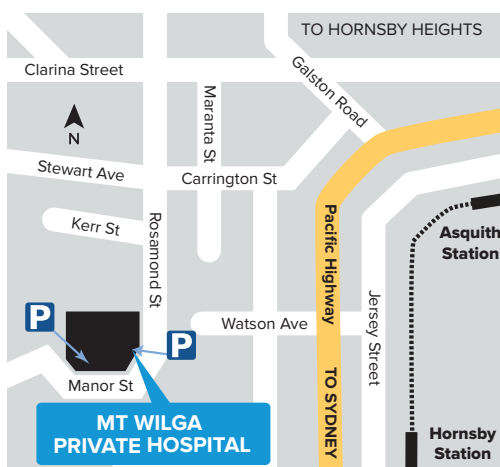 TO HORNSBY HEIGHTS
Clarina Street
Galston Road
Maranta St
N
Stewart Ave
Carrington St
Kerr St
Rosamond St
Pacific Highway
Asquith
Station
P
Watson Ave
P
Jersey Street
Manor St
TO SYDNEY
MT WILGA
PRIVATE HOSPITAL
Hornsby
Station